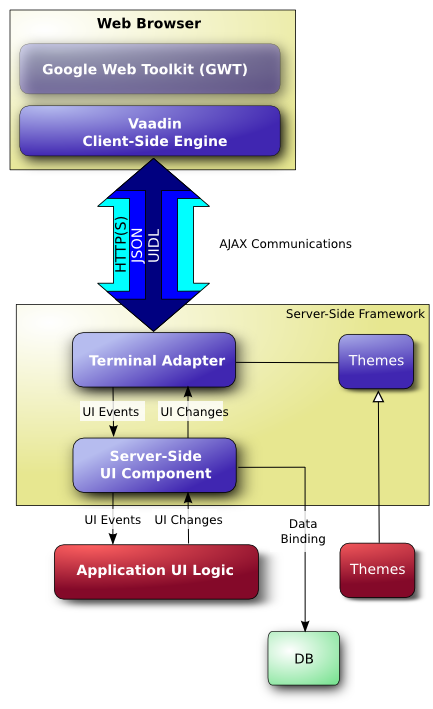 Web Browser
Google Web Toolkit (GWT)
Vaadin
Client-Side Engine
HTTP(S)
JSON
UIDL
AJAX Communications
Server-Side Framework
Terminal Adapter
Themes
UI Events
UI Changes
Server-Side
UI Component
UI Events
UI Changes
Data
Binding
Application UI Logic
Themes
DB